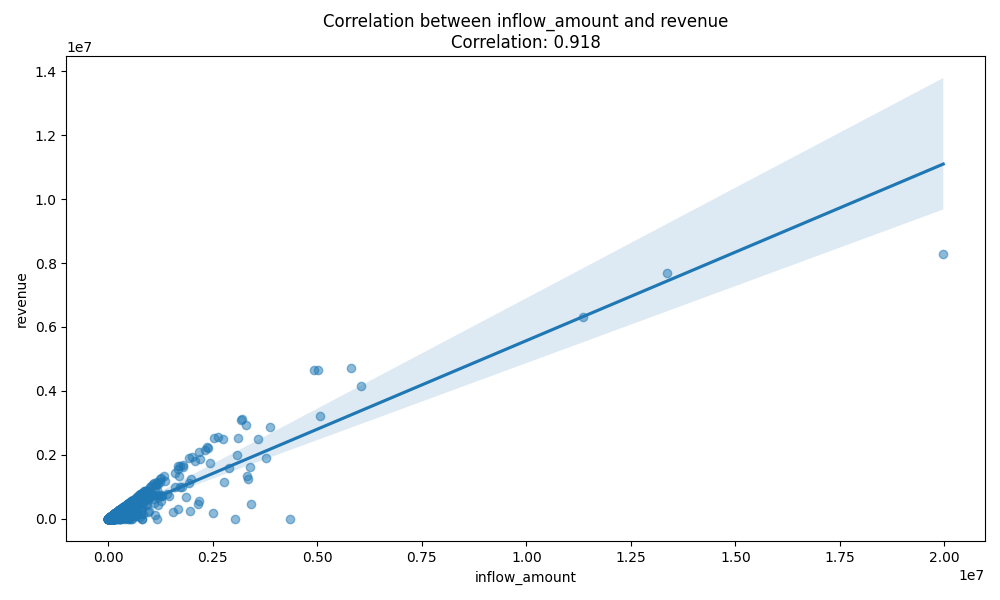 Correlation between inflow_amount and revenue
Correlation: 0.918
1e7
1.4
1.2
1.0
0.8
0.6
0.4
0.2
0.0
revenue
0.00 0.25 0.50 0.75 1.00 1.25 1.50 1.75 2.00
1e7
inflow_amount